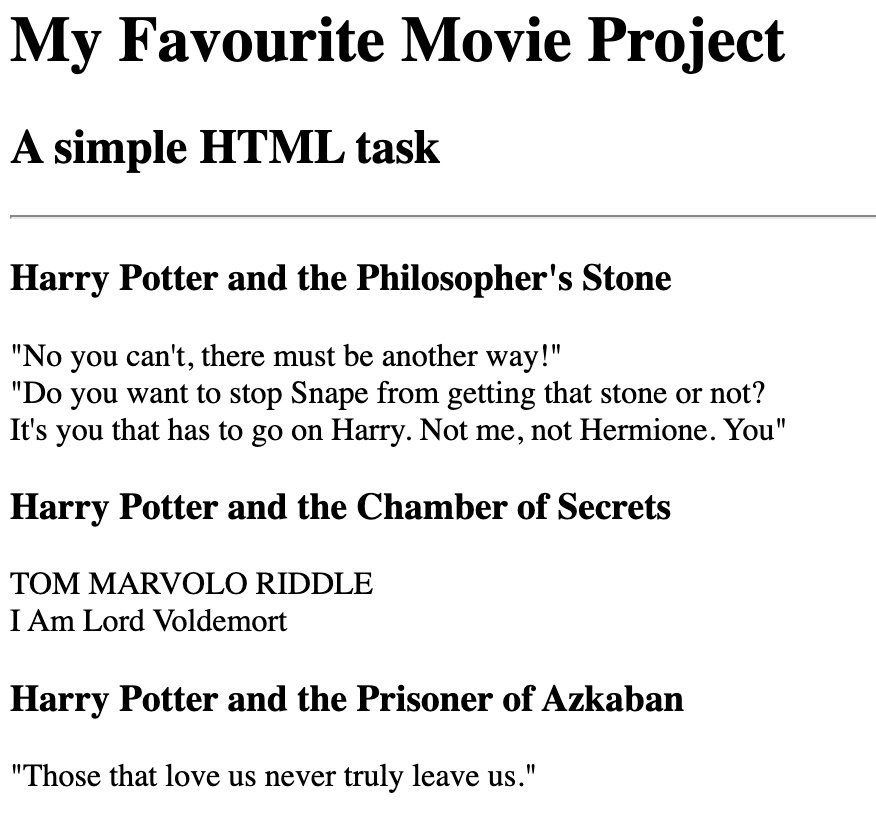 My Favourite Movie Project
A simple HTML task
Harry Potter and the Philosopher's Stone
"No you can't, there must be another way!"
"Do you want to stop Snape from getting that stone or not?
It's you that has to go on Harry. Not me, not Hermione. You"
Harry Potter and the Chamber of Secrets
TOM MARVOLO RIDDLE
I Am Lord Voldemort
Harry Potter and the Prisoner of Azkaban
"Those that love us never truly leave us."